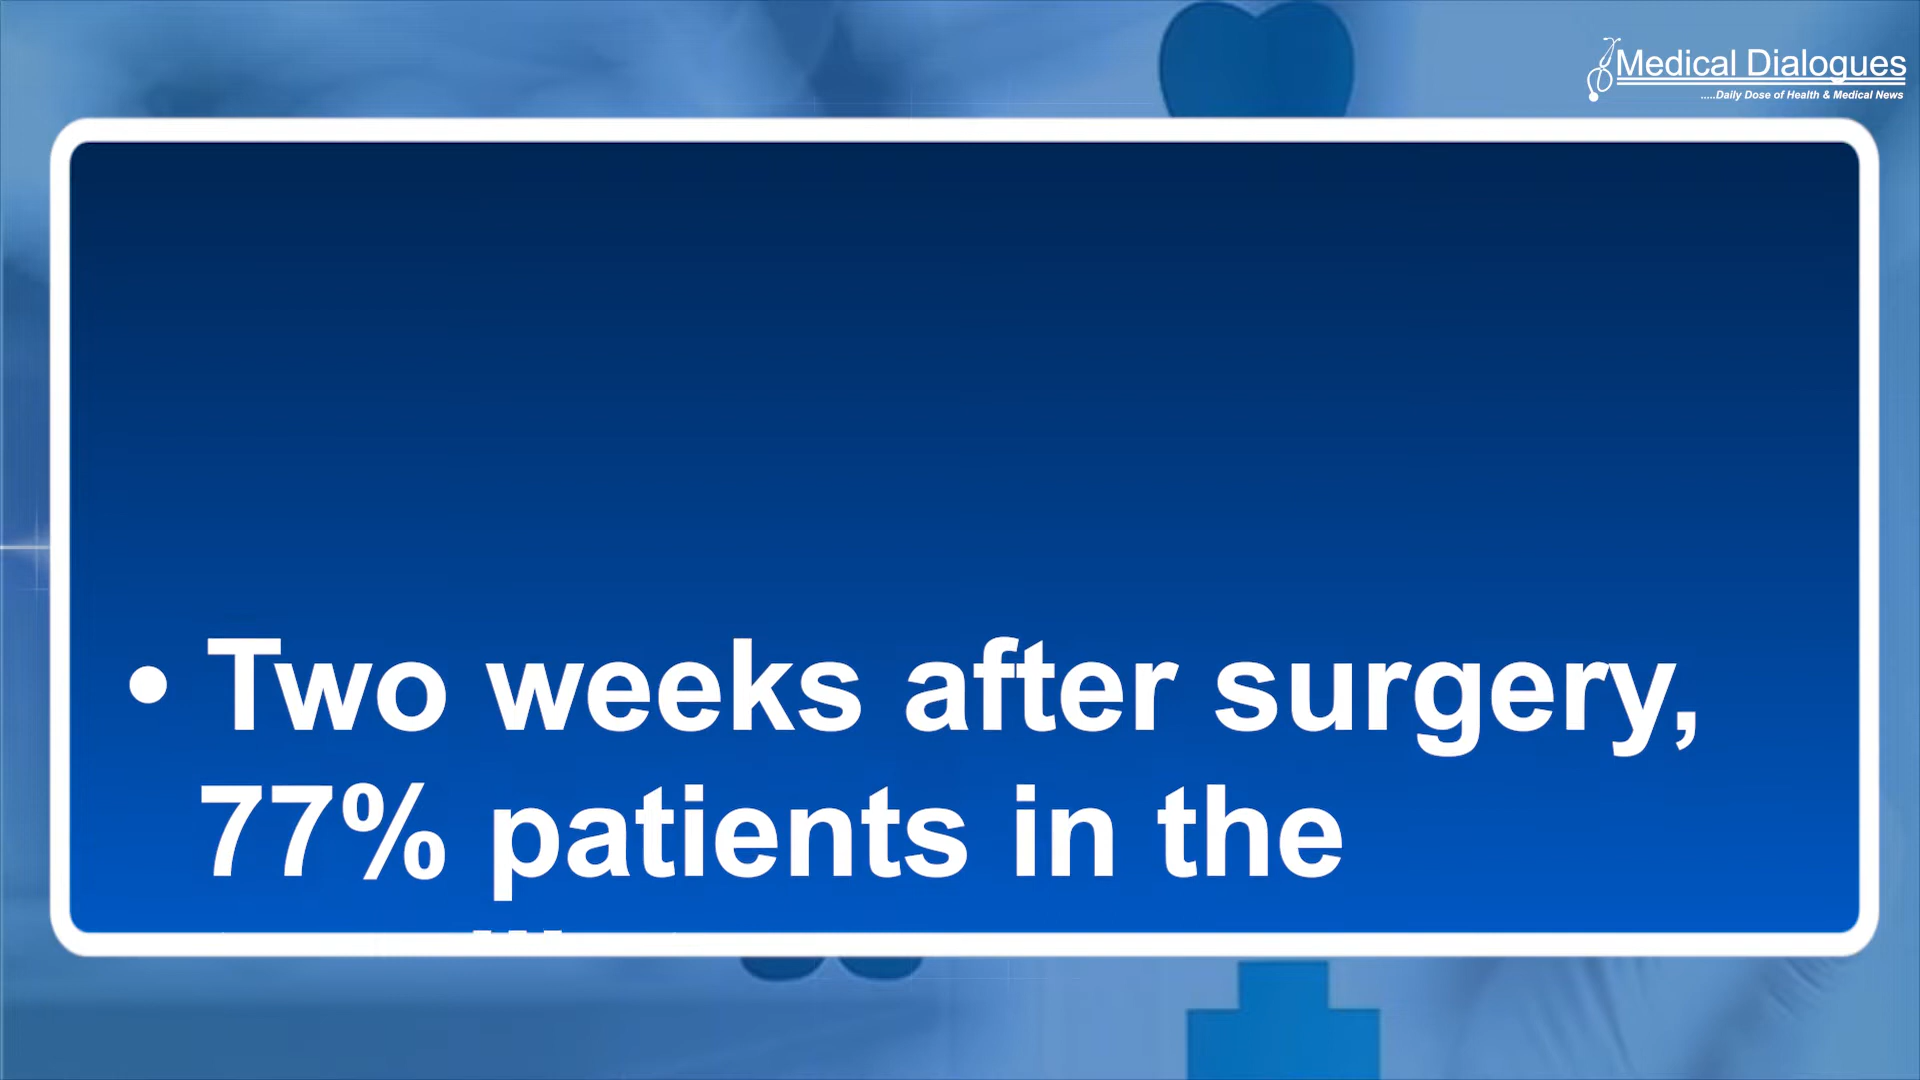 Medical Dialogues
.....Daily Dose of Health & Medical News
• Two weeks after surgery,
77% patients in the